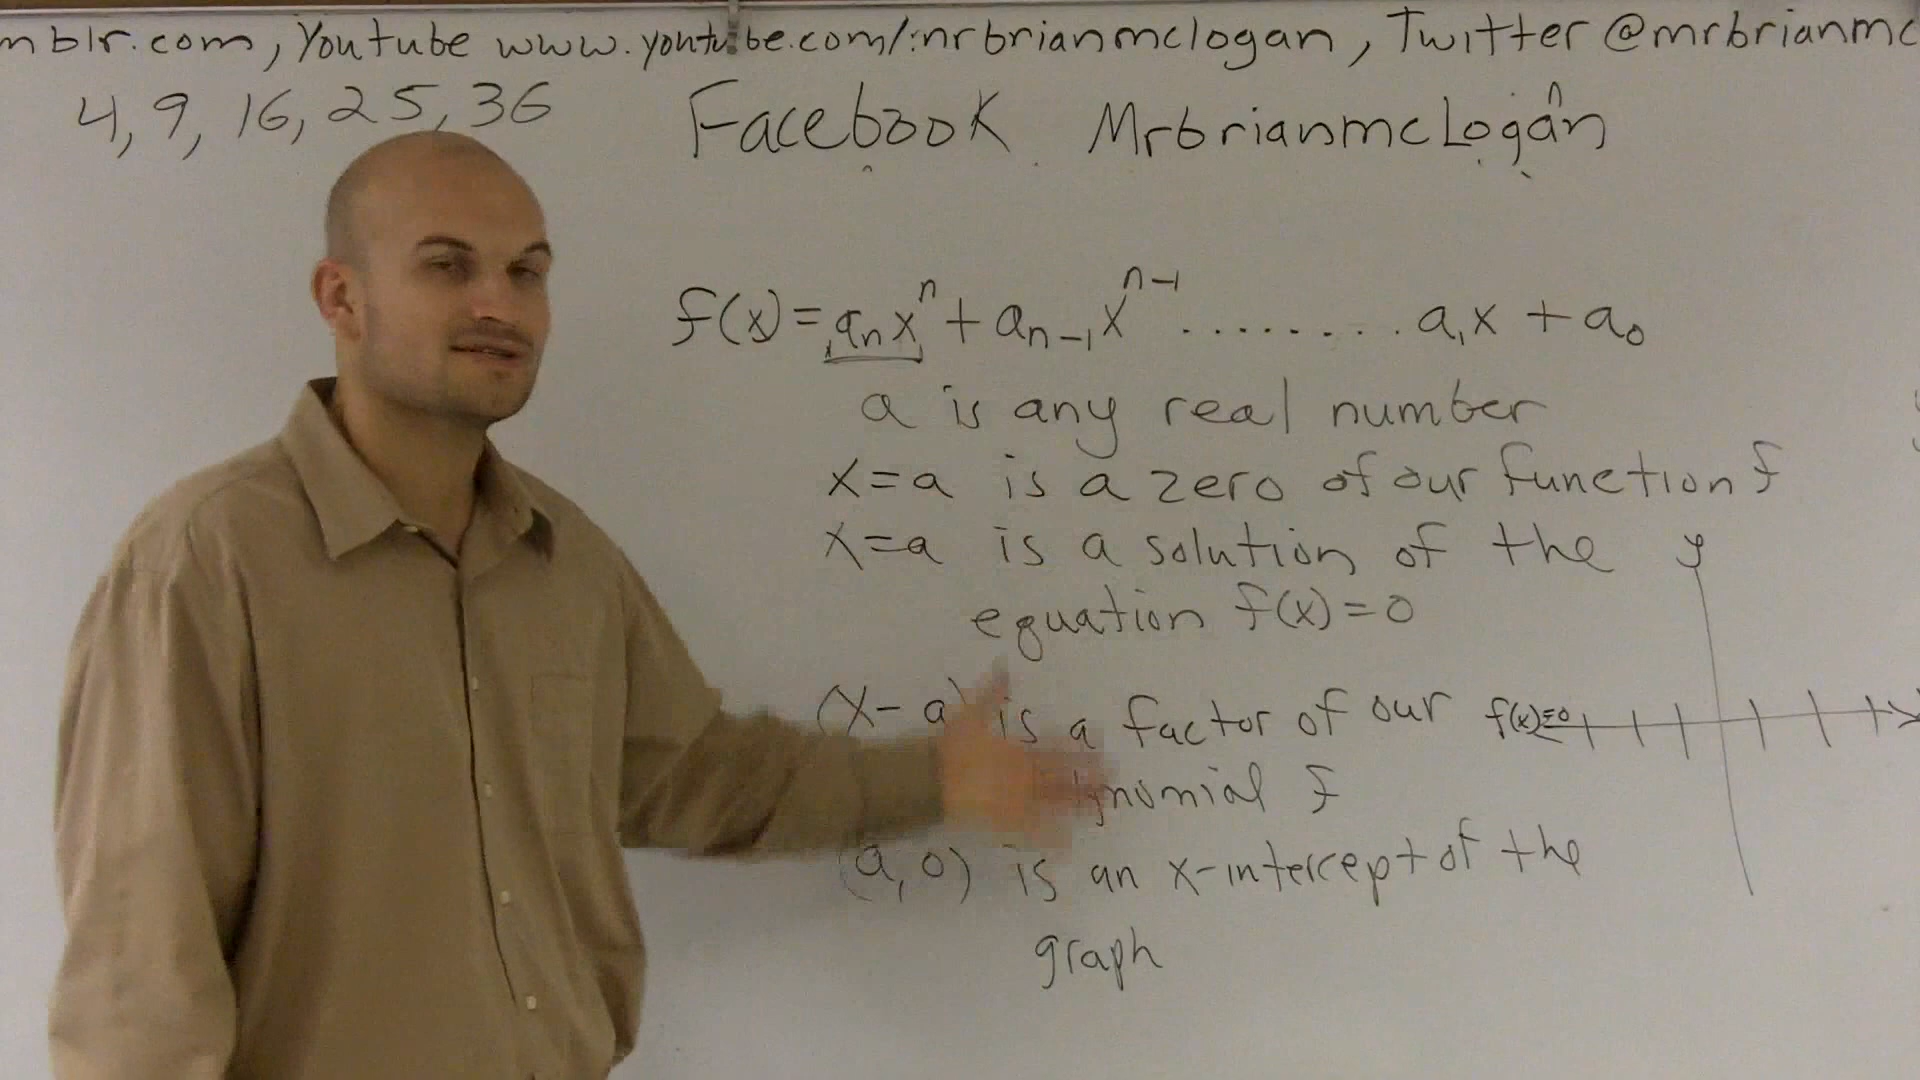 mblr.com, Youtube www.youtube.com/mrbrianmclogan, Twitter @mrbrianmc
4, 9, 16, 25, 36
Facebook MrbrianmcLogan
f(x) = aₙxⁿ + aₙ₋₁xⁿ⁻¹ ........ a₁x + a₀
a is any real number
x=a is a zero of our function f
x=a is a solution of the
equation f(x)=0
y
(x-a) is a factor of our
f(x)=0
nomial f
(a,0) is an x-intercept of the
graph